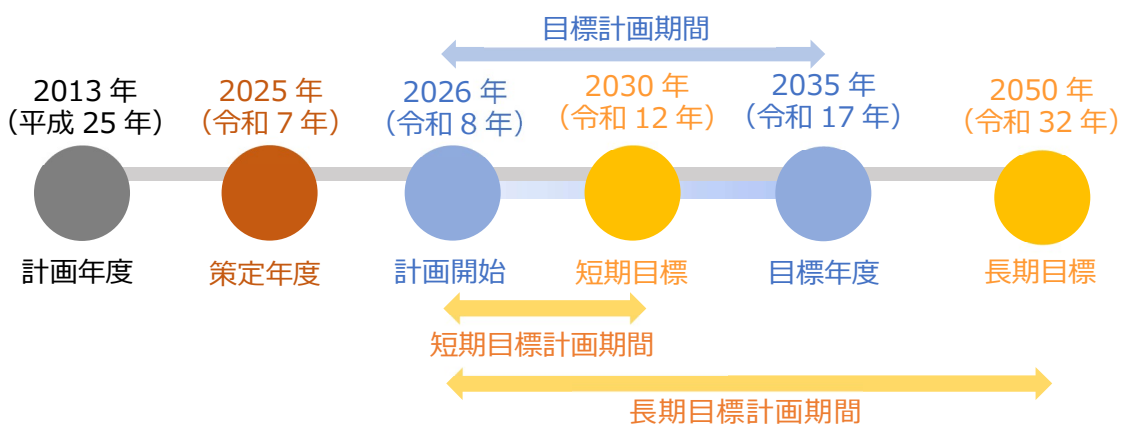 目標計画期間
2013 年
（平成 25 年）
2025 年
（令和 7 年）
2026 年
（令和 8 年）
2030 年
（令和 12 年）
2035 年
（令和 17 年）
2050 年
（令和 32 年）
計画年度
策定年度
計画開始
短期目標
目標年度
長期目標
短期目標計画期間
長期目標計画期間